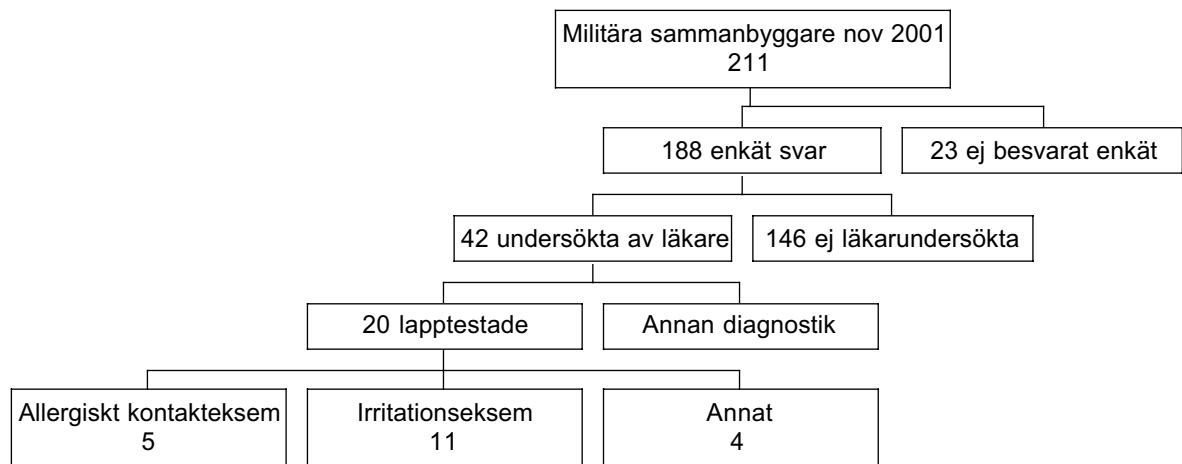 Militära sammanbyggare nov 2001
211
188 enkät svar
23 ej besvarat enkät
42 undersökta av läkare
146 ej läkarundersökta
20 lapptestade
Annan diagnostik
Allergiskt kontakteksem
5
Irritationseksem
11
Annat
4